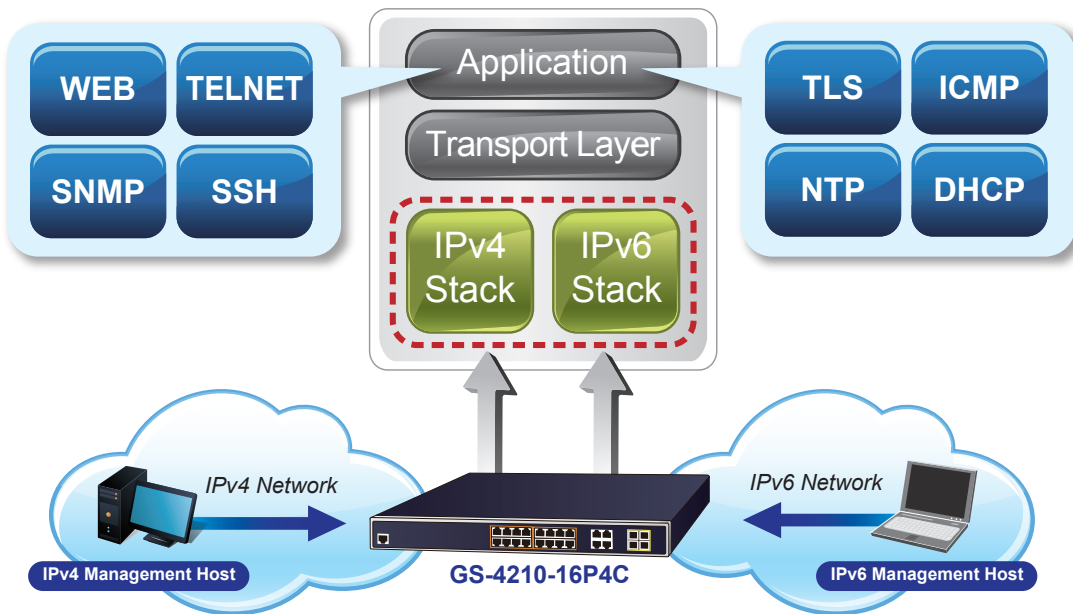 WEB
TELNET
SNMP
SSH
Application
Transport Layer
IPv4
Stack
IPv6
Stack
TLS
ICMP
NTP
DHCP
IPv4 Network
IPv6 Network
IPv4 Management Host
GS-4210-16P4C
IPv6 Management Host